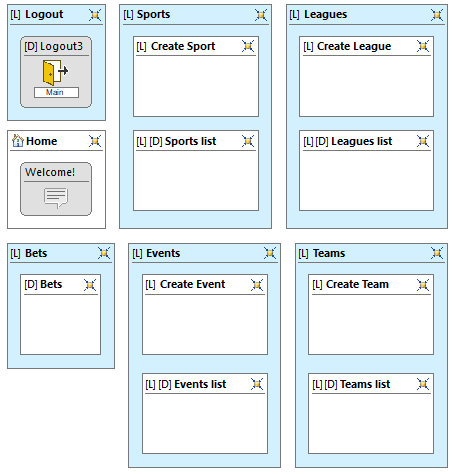 [L] Logout
[D] Logout3
Main
Home
Welcome!
[L] Sports
[L] Create Sport
[L] [D] Sports list
[L] Leagues
[L] Create League
[L] [D] Leagues list
[L] Bets
[D] Bets
[L] Events
[L] Create Event
[L] [D] Events list
[L] Teams
[L] Create Team
[L] [D] Teams list